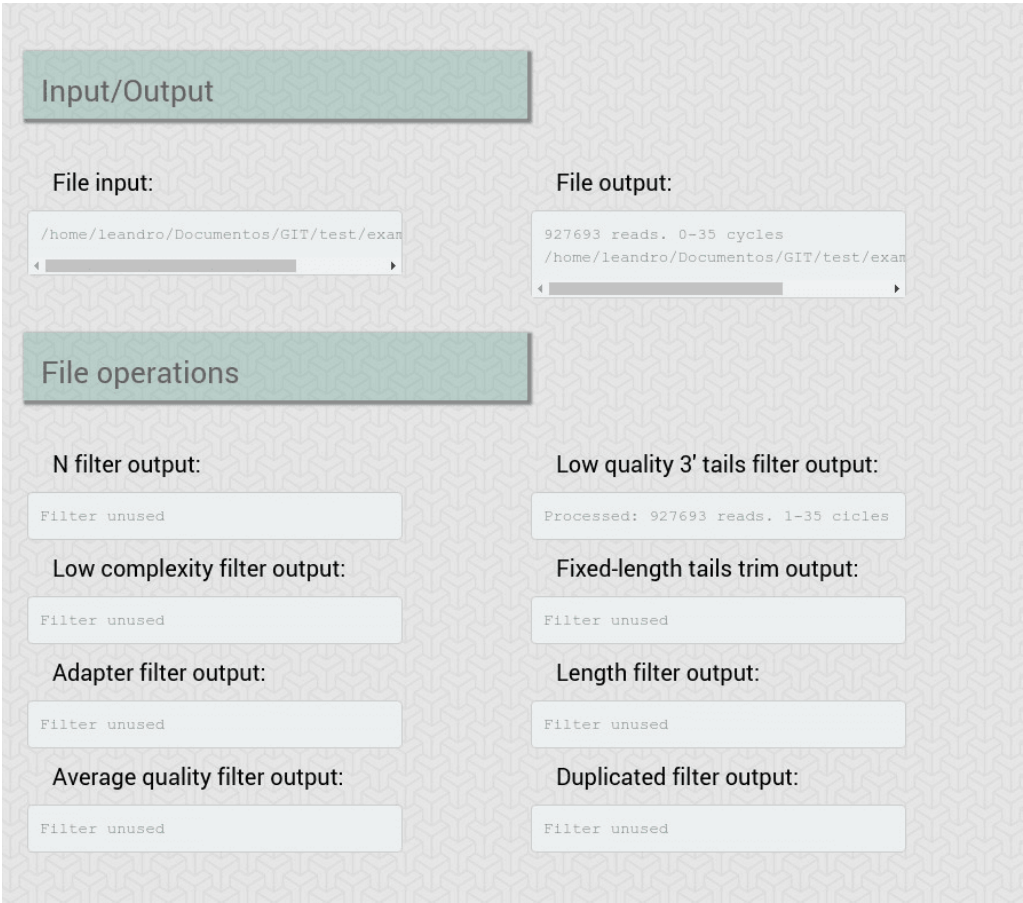 Input/Output
File input:
/home/leandro/Documentos/GIT/test/exam
File output:
927693 reads. 0-35 cycles
/home/leandro/Documentos/GIT/test/exam
File operations
N filter output:
Filter unused
Low quality 3' tails filter output:
Processed: 927693 reads. 1-35 cicles
Low complexity filter output:
Filter unused
Fixed-length tails trim output:
Filter unused
Adapter filter output:
Filter unused
Length filter output:
Filter unused
Average quality filter output:
Filter unused
Duplicated filter output:
Filter unused